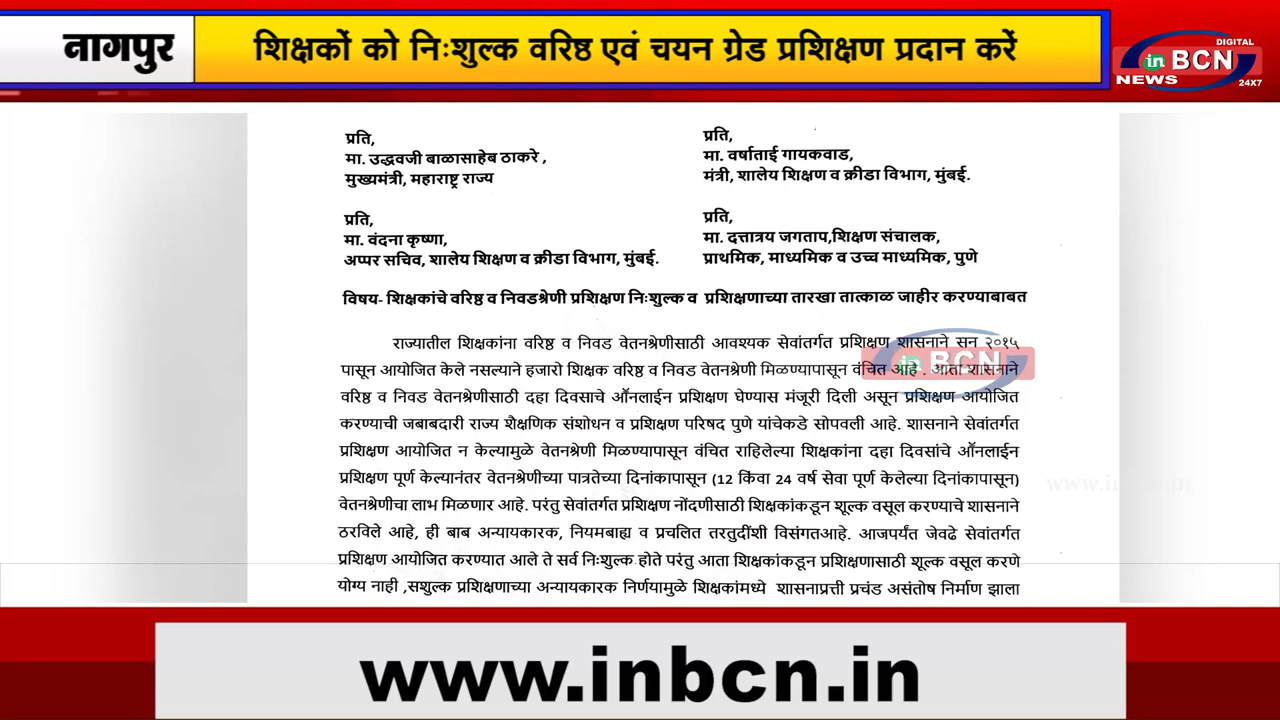 नागपुर
शिक्षकों को निःशुल्क वरिष्ठ एवं चयन ग्रेड प्रशिक्षण प्रदान करें
DIGITAL
in BCN
NEWS
24X7
प्रति,
मा. उद्धवजी बाळासाहेब ठाकरे ,
मुख्यमंत्री, महाराष्ट्र राज्य
प्रति,
मा. वर्षाताई गायकवाड,
मंत्री, शालेय शिक्षण व क्रीडा विभाग, मुंबई.
प्रति,
मा. वंदना कृष्णा,
अप्पर सचिव, शालेय शिक्षण व क्रीडा विभाग, मुंबई.
प्रति,
मा. दत्तात्रय जगताप,शिक्षण संचालक,
प्राथमिक, माध्यमिक व उच्च माध्यमिक, पुणे
विषय- शिक्षकांचे वरिष्ठ व निवडश्रेणी प्रशिक्षण निःशुल्क व प्रशिक्षणाच्या तारखा तात्काळ जाहीर करण्याबाबत
राज्यातील शिक्षकांना वरिष्ठ व निवड वेतनश्रेणीसाठी आवश्यक सेवांतर्गत प्रशिक्षण शासनाने सन २०१५
पासून आयोजित केले नसल्याने हजारो शिक्षक वरिष्ठ व निवड वेतनश्रेणी मिळण्यापासून वंचित आहे . आता शासनाने
वरिष्ठ व निवड वेतनश्रेणीसाठी दहा दिवसाचे ऑनलाईन प्रशिक्षण घेण्यास मंजूरी दिली असून प्रशिक्षण आयोजित
करण्याची जबाबदारी राज्य शैक्षणिक संशोधन व प्रशिक्षण परिषद पुणे यांचेकडे सोपवली आहे. शासनाने सेवांतर्गत
प्रशिक्षण आयोजित न केल्यामुळे वेतनश्रेणी मिळण्यापासून वंचित राहिलेल्या शिक्षकांना दहा दिवसांचे ऑनलाईन
प्रशिक्षण पूर्ण केल्यानंतर वेतनश्रेणीच्या पात्रतेच्या दिनांकापासून (12 किंवा 24 वर्ष सेवा पूर्ण केलेल्या दिनांकापासून)
वेतनश्रेणीचा लाभ मिळणार आहे. परंतु सेवांतर्गत प्रशिक्षण नोंदणीसाठी शिक्षकांकडून शूल्क वसूल करण्याचे शासनाने
ठरविले आहे, ही बाब अन्यायकारक, नियमबाह्य व प्रचलित तरतुदींशी विसंगतआहे. आजपर्यंत जेवढे सेवांतर्गत
प्रशिक्षण आयोजित करण्यात आले ते सर्व निःशुल्क होते परंतु आता शिक्षकांकडून प्रशिक्षणासाठी शूल्क वसूल करणे
योग्य नाही ,सशुल्क प्रशिक्षणाच्या अन्यायकारक निर्णयामुळे शिक्षकांमध्ये शासनाप्रत्ती प्रचंड असंतोष निर्माण झाला
in BCN
www.inbcn.in
www.inbcn.in